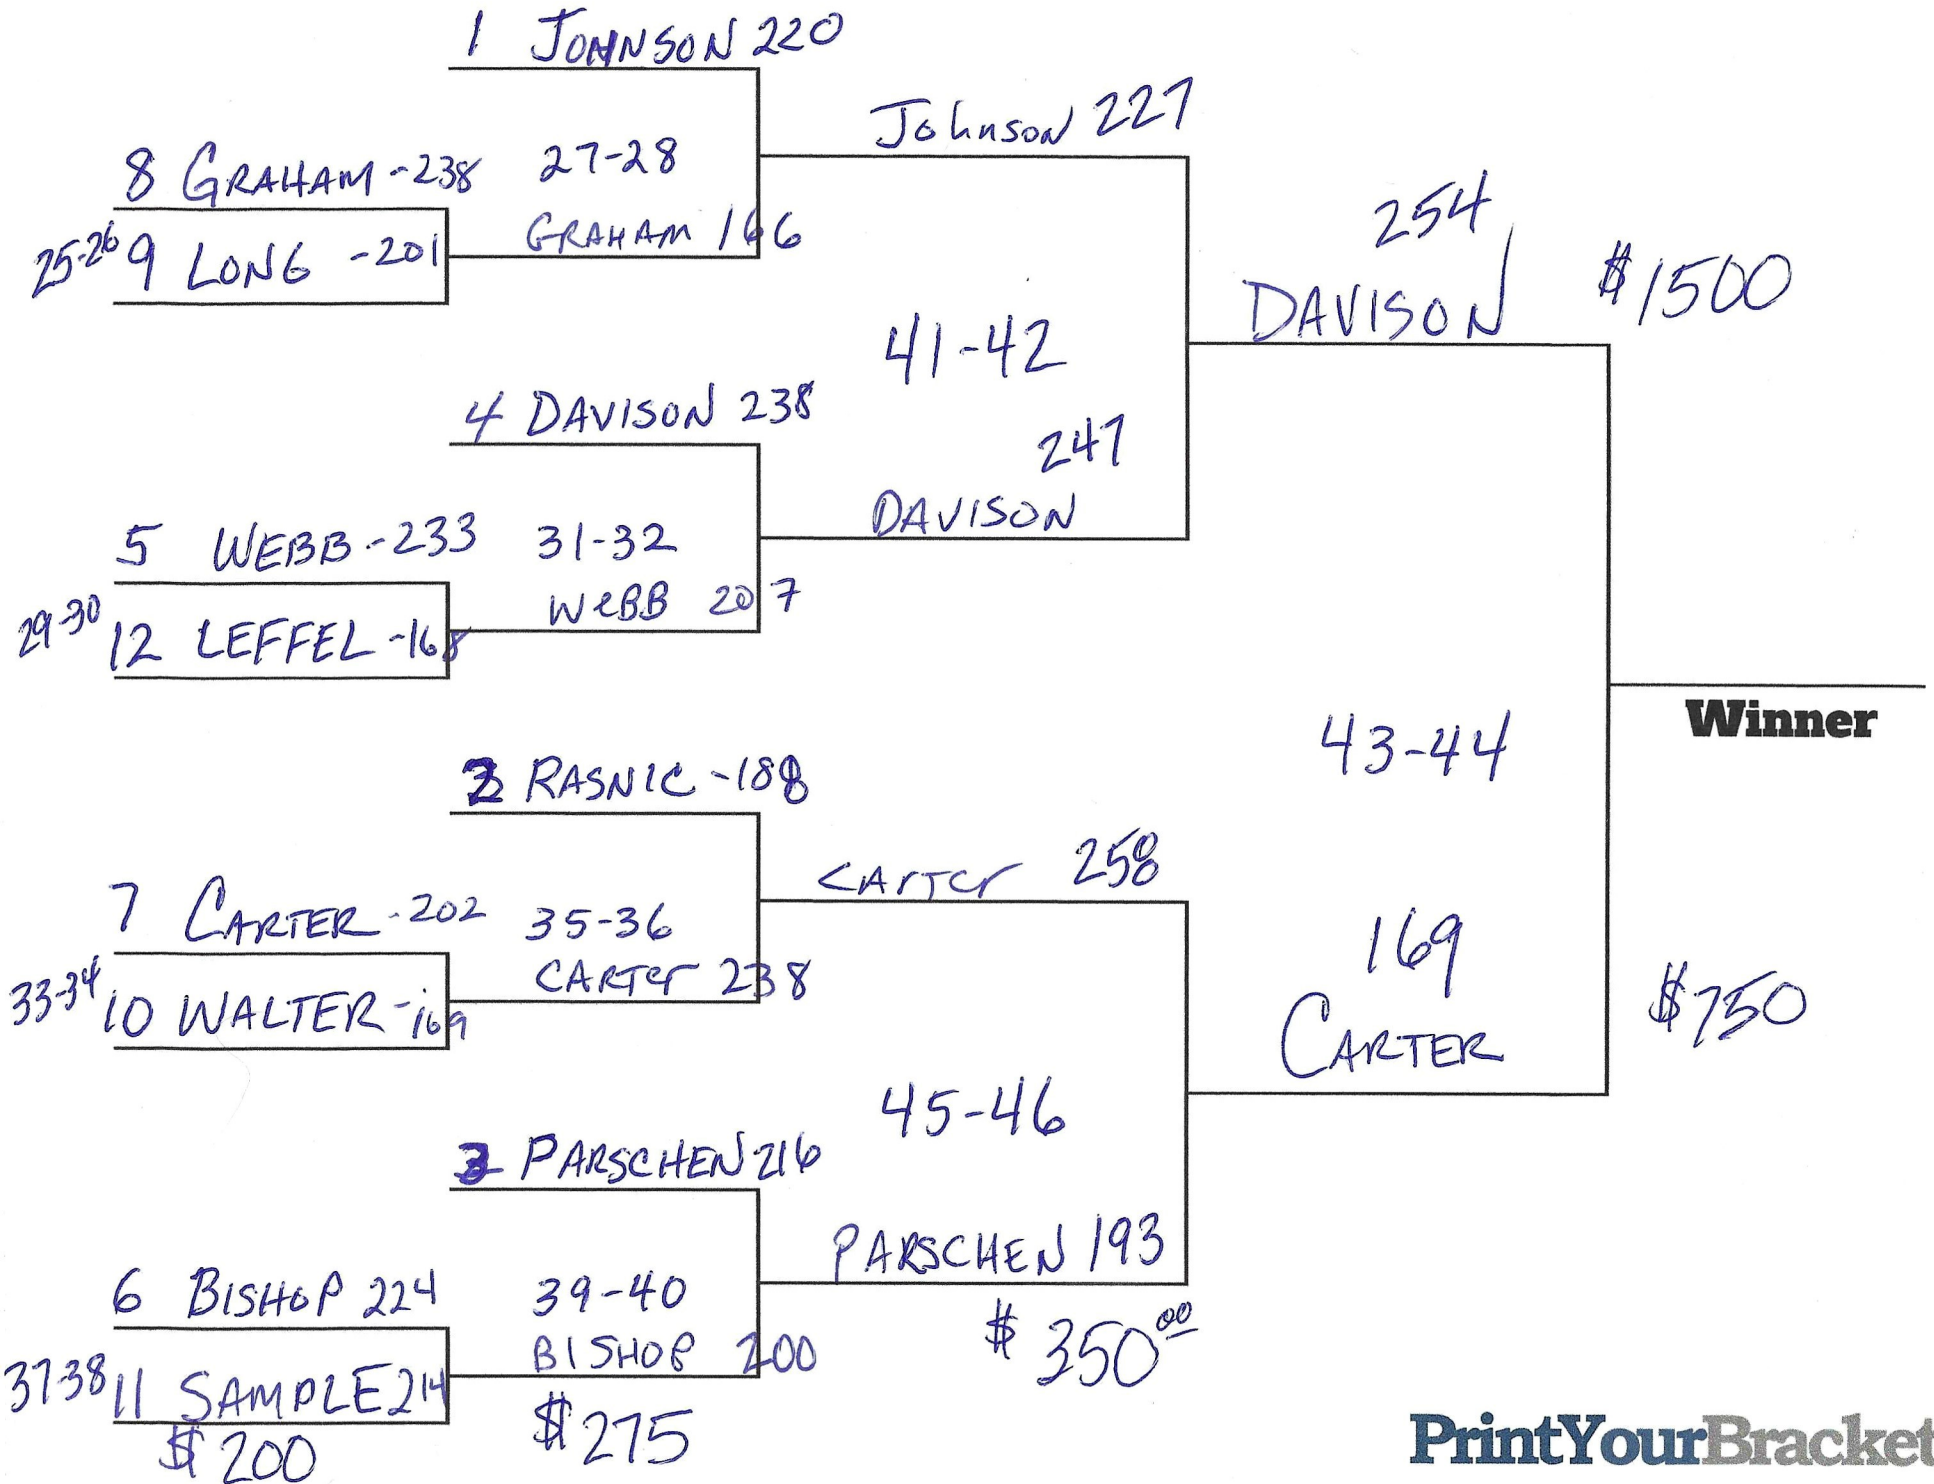 1 JOHNSON 220
Johnson 227
8 GRAHAM -238
27-28
25-26
9 LONG -201
GRAHAM 166
254
DAVISON
$1500
41-42
4 DAVISON 238
247
DAVISON
5 WEBB -233
31-32
29-30
12 LEFFEL -168
WeBB 207
43-44
Winner
RASNIC -188
CArTer 258
7 CARTER -202
35-36
33-34
10 WALTER -169
CARTer 238
169
CARTER
$750
45-46
PARSCHEN 216
PARSCHEN 193
6 BISHOP 224
39-40
37-38
11 SAMPLE 214
BISHOP 200
$ 350⁰⁰
$ 200
$ 275
PrintYourBracket